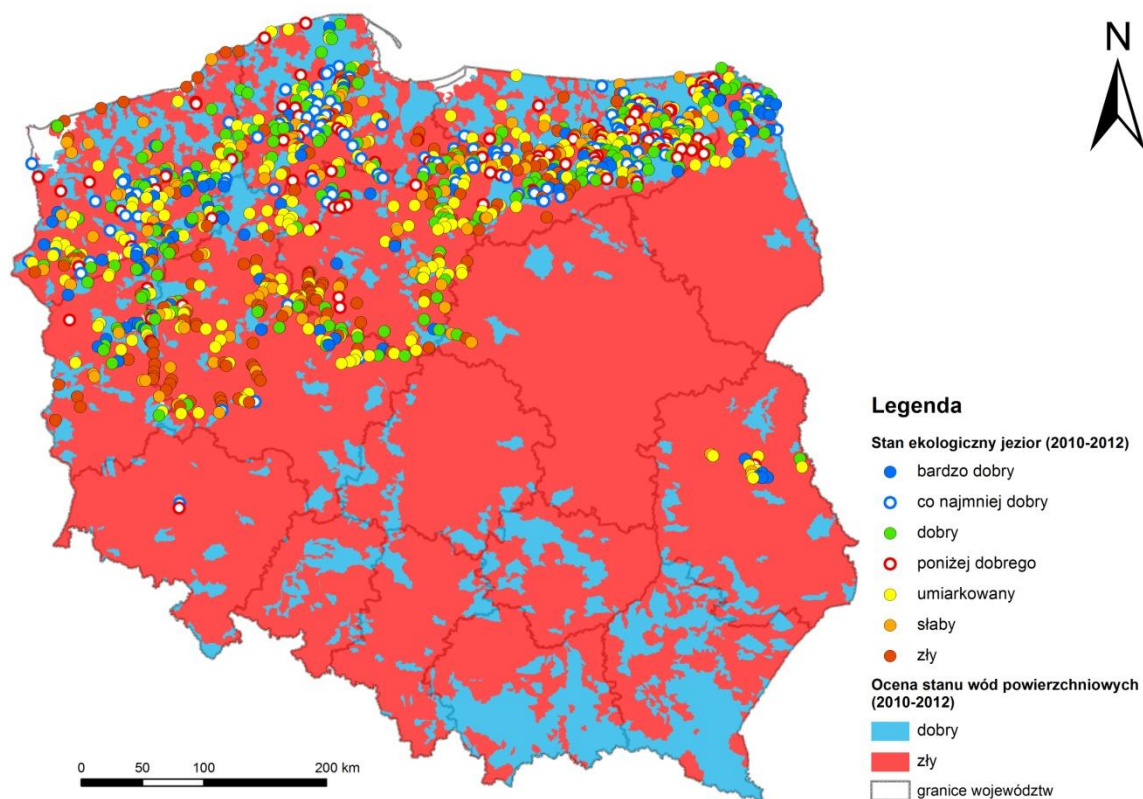 N
Legenda
Stan ekologiczny jezior (2010-2012)
bardzo dobry
co najmniej dobry
dobry
poniżej dobrego
umiarkowany
słaby
zły
Ocena stanu wód powierzchniowych
(2010-2012)
dobry
zły
granice województw
0 50 100 200 km